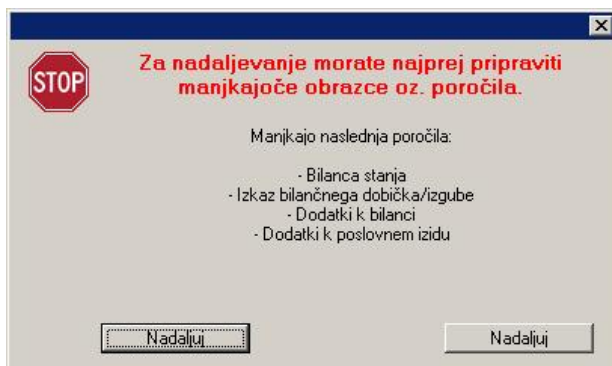 STOP
Za nadaljevanje morate najprej pripraviti
manjkajoče obrazce oz. poročila.
Manjkajo naslednja poročila:
- Bilanca stanja
- Izkaz bilančnega dobička/izgube
- Dodatki k bilanci
- Dodatki k poslovnem izidu
Nadaljuj Nadaljuj